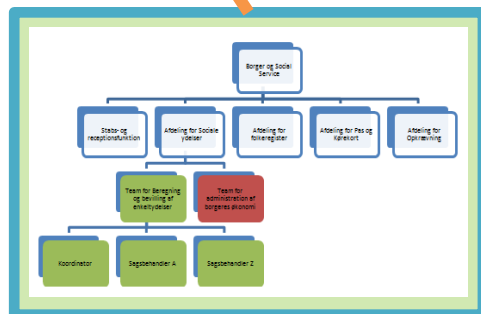 Borger og Social
Service
Stabs- og
receptionsfunktion
Afdeling for Sociale
ydelser
Afdeling for
folkeregister
Afdeling for Pas og
Kørekort
Afdeling for
Opkrævning
Team for Beregning
og bevilling af
enkeltydelser
Team for
administration af
borgeres økonomi
Koordinator
Sagsbehandler A
Sagsbehandler Z